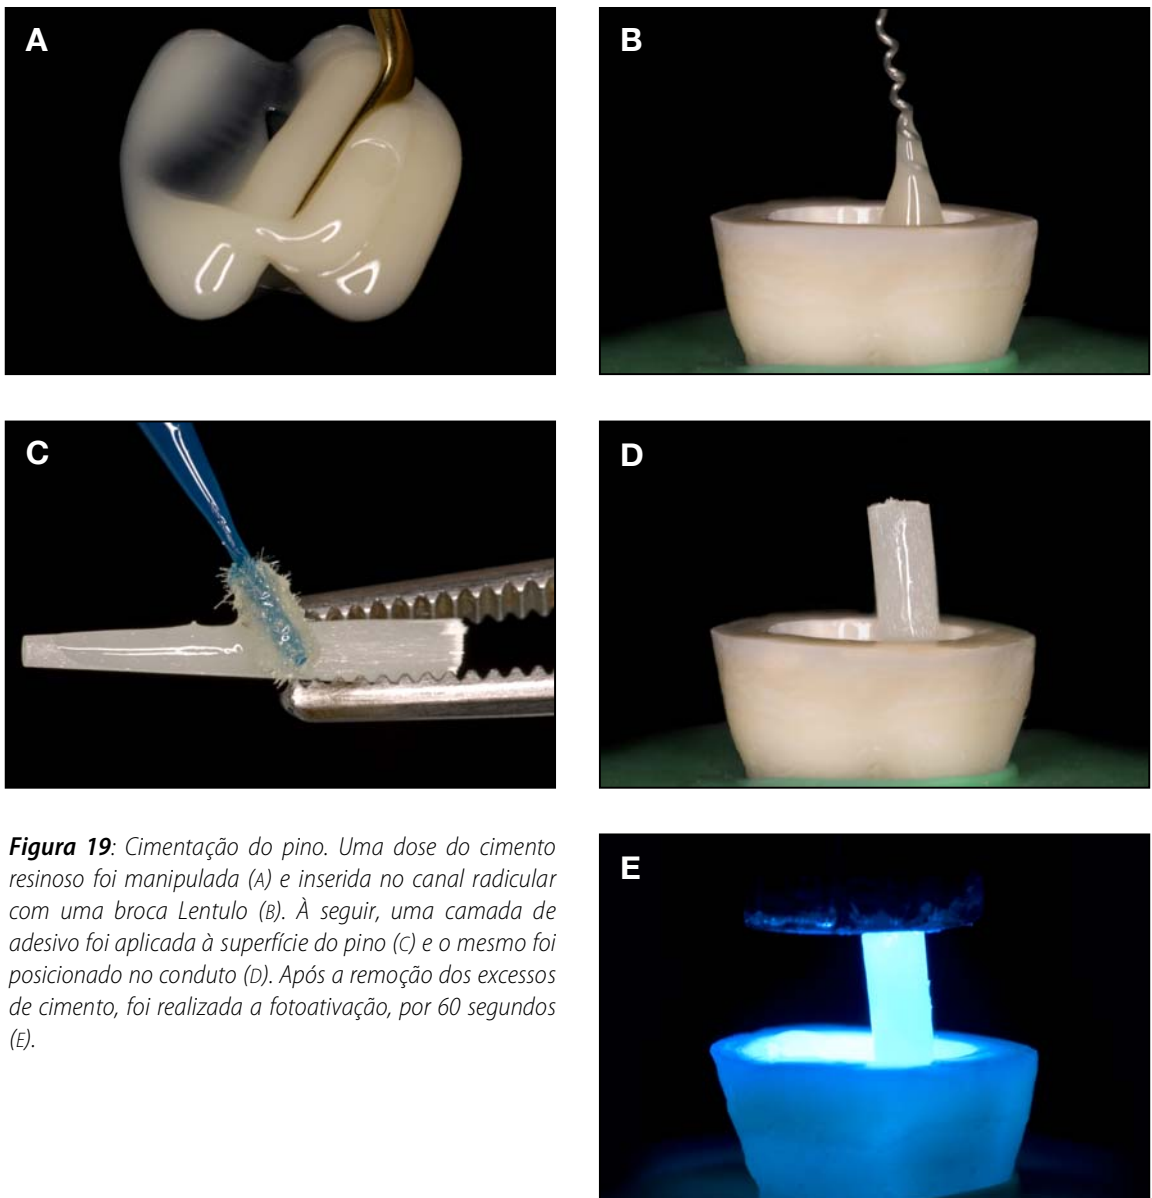 A
B
C
D
Figura 19: Cimentação do pino. Uma dose do cimento
resinoso foi manipulada (A) e inserida no canal radicular
com uma broca Lentulo (B). À seguir, uma camada de
adesivo foi aplicada à superfície do pino (C) e o mesmo foi
posicionado no conduto (D). Após a remoção dos excessos
de cimento, foi realizada a fotoativação, por 60 segundos
(E).
E